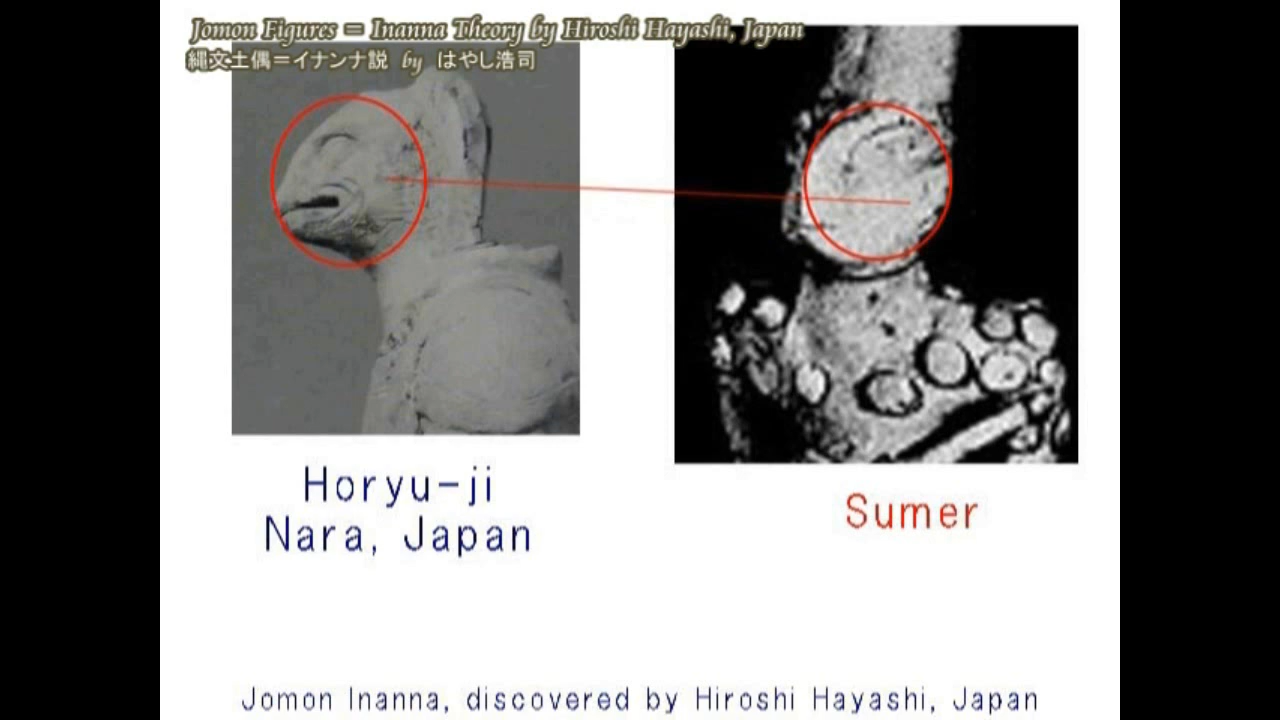 Jomon Figures = Inanna Theory by Hiroshi Hayashi, Japan
縄文土偶=イナンナ説 by はやし浩司
Horyu-ji
Nara, Japan
Sumer
Jomon Inanna, discovered by Hiroshi Hayashi, Japan